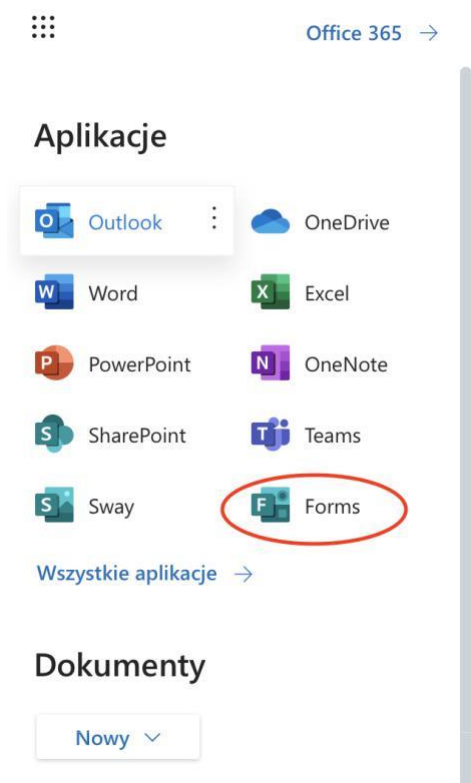 Office 365 →
Aplikacje
Outlook
OneDrive
Word
Excel
PowerPoint
OneNote
SharePoint
Teams
Sway
Forms
Wszystkie aplikacje →
Dokumenty
Nowy